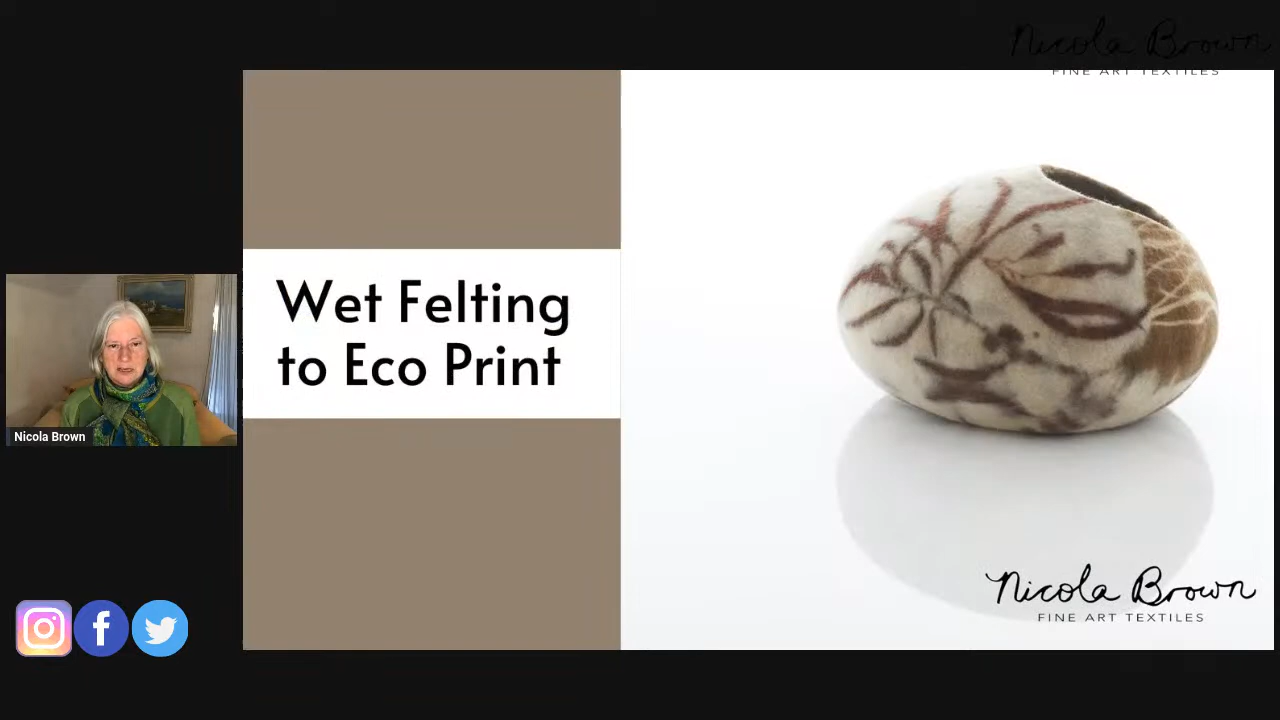 Nicola Brown
FINE ART TEXTILES
Wet Felting
to Eco Print
Nicola Brown
Nicola Brown
FINE ART TEXTILES